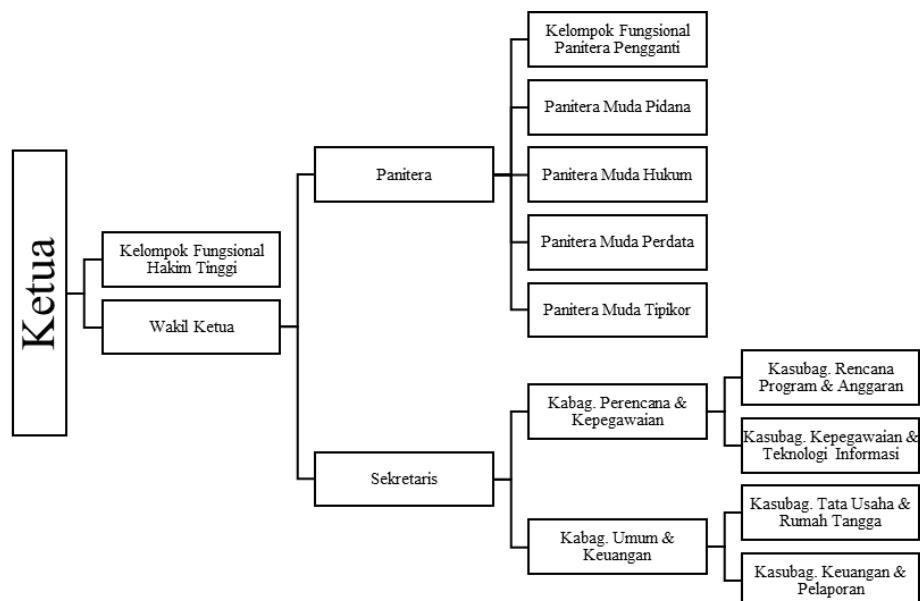 Ketua
Kelompok Fungsional
Hakim Tinggi
Wakil Ketua
Panitera
Kelompok Fungsional
Panitera Pengganti
Panitera Muda Pidana
Panitera Muda Hukum
Panitera Muda Perdata
Panitera Muda Tipikor
Sekretaris
Kabag. Perencana &
Kepegawaian
Kasubag. Rencana
Program & Anggaran
Kasubag. Kepegawaian &
Teknologi Informasi
Kabag. Umum &
Keuangan
Kasubag. Tata Usaha &
Rumah Tangga
Kasubag. Keuangan &
Pelaporan